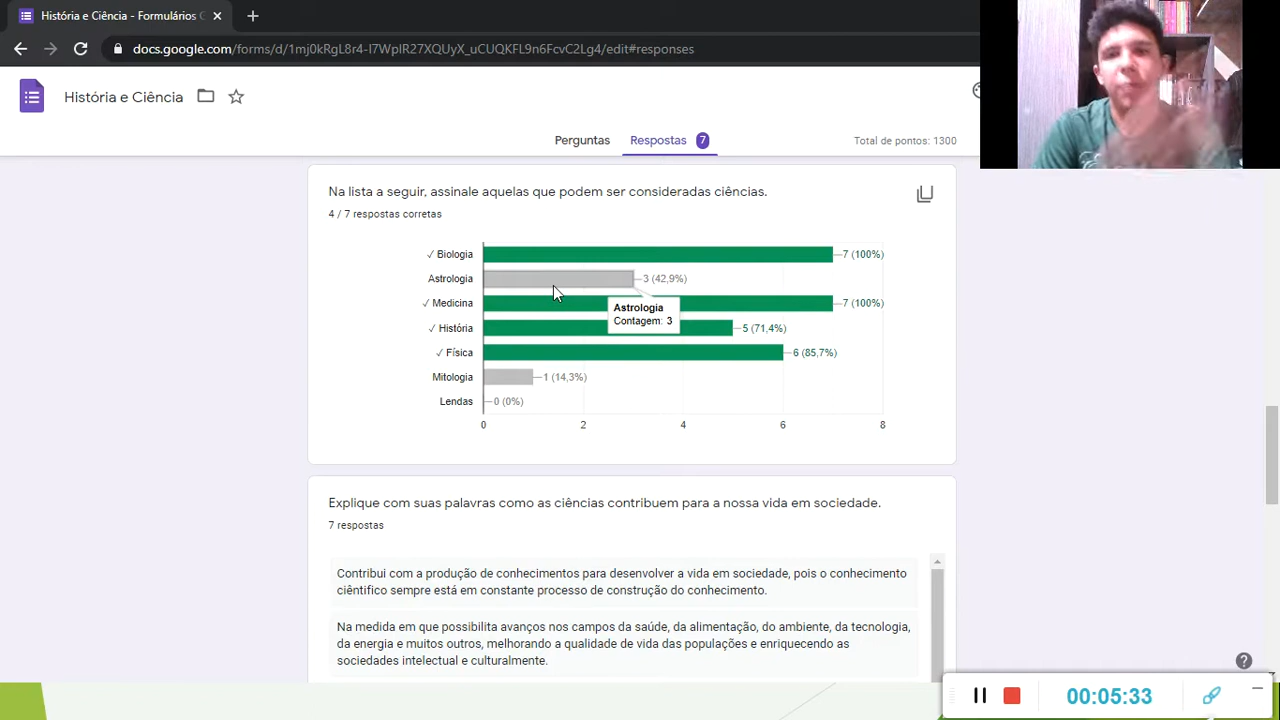 História e Ciência - Formulários
docs.google.com/forms/d/1mj0kRgL8r4-l7WpIR27XQUyX_uCUQKFL9n6FcvC2Lg4/edit#responses
História e Ciência
Perguntas
Respostas 7
Total de pontos: 1300
Na lista a seguir, assinale aquelas que podem ser consideradas ciências.
4 / 7 respostas corretas
✓ Biologia 7 (100%)
Astrologia 3 (42,9%)
✓ Medicina 7 (100%)
Astrologia
Contagem: 3
✓ História 5 (71,4%)
✓ Física 6 (85,7%)
Mitologia 1 (14,3%)
Lendas 0 (0%)
0 2 4 6 8
Explique com suas palavras como as ciências contribuem para a nossa vida em sociedade.
7 respostas
Contribui com a produção de conhecimentos para desenvolver a vida em sociedade, pois o conhecimento
ciêntifico sempre está em constante processo de construção do conhecimento.
Na medida em que possibilita avanços nos campos da saúde, da alimentação, do ambiente, da tecnologia,
da energia e muitos outros, melhorando a qualidade de vida das populações e enriquecendo as
sociedades intelectual e culturalmente.
00:05:33